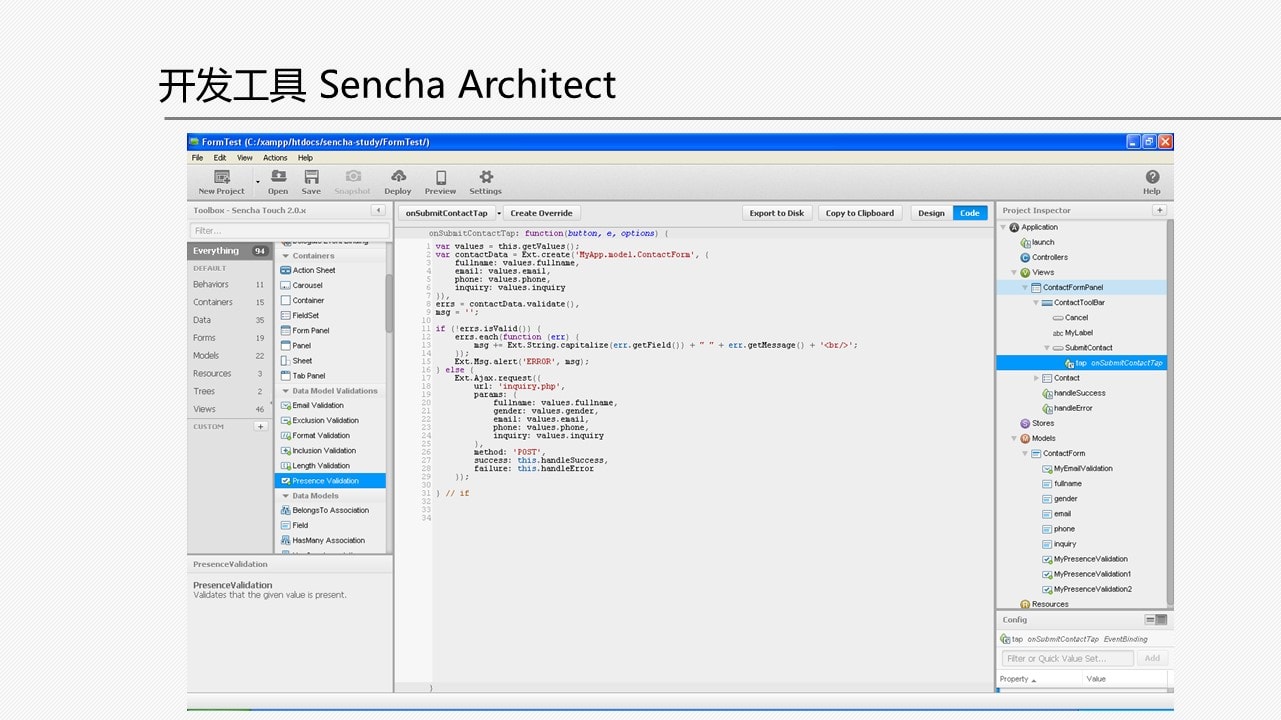 开发工具 Sencha Architect
FormTest (C:/xampp/htdocs/sencha-study/FormTest/)
File Edit View Actions Help
New Project Open Save Snapshot Deploy Preview Settings Help
Toolbox - Sencha Touch 2.0.x
Filter...
Everything 94
DEFAULT
Behaviors 11
Containers 15
Data 35
Forms 19
Models 22
Resources 3
Trees 2
Views 46
CUSTOM +
Containers
Action Sheet
Carousel
Container
FieldSet
Form Panel
Panel
Sheet
Tab Panel
Data Model Validations
Email Validation
Exclusion Validation
Format Validation
Inclusion Validation
Length Validation
Presence Validation
Data Models
BelongsTo Association
Field
HasMany Association
PresenceValidation
PresenceValidation
Validates that the given value is present.
onSubmitContactTap Create Override Export to Disk Copy to Clipboard Design Code
onSubmitContactTap: function(button, e, options) {
1 var values = this.getValues();
2 var contactData = Ext.create('MyApp.model.ContactForm', {
3 fullname: values.fullname,
4 email: values.email,
5 phone: values.phone,
6 inquiry: values.inquiry
7 }),
8 errs = contactData.validate(),
9 msg = '';
10
11 if (!errs.isValid()) {
12 errs.each(function (err) {
13 msg += Ext.String.capitalize(err.getField()) + " " + err.getMessage() + '<br/>';
14 });
15 Ext.Msg.alert('ERROR', msg);
16 } else {
17 Ext.Ajax.request({
18 url: 'inquiry.php',
19 params: {
20 fullname: values.fullname,
21 gender: values.gender,
22 email: values.email,
23 phone: values.phone,
24 inquiry: values.inquiry
25 },
26 method: 'POST',
27 success: this.handleSuccess,
28 failure: this.handleError
29 });
30
31 } // if
32
33
34
}
Project Inspector +
Application
launch
Controllers
Views
ContactFormPanel
ContactToolBar
Cancel
abc MyLabel
SubmitContact
tap onSubmitContactTap
Contact
handleSuccess
handleError
S Stores
M Models
ContactForm
MyEmailValidation
fullname
gender
email
phone
inquiry
MyPresenceValidation
MyPresenceValidation1
MyPresenceValidation2
Resources
Config
tap onSubmitContactTap EventBinding
Filter or Quick Value Set... Add
Property Value